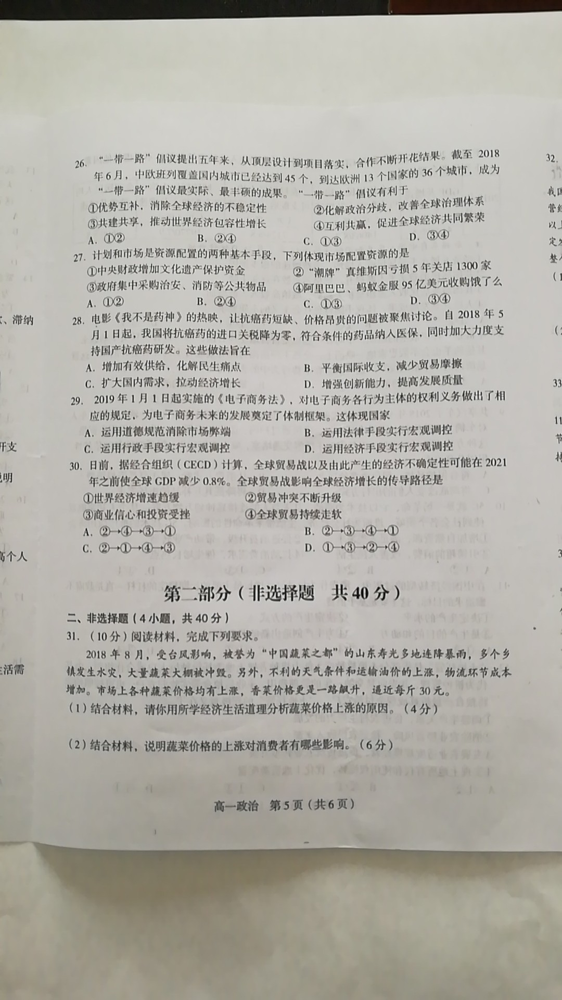 26. “一带一路”倡议提出五年来，从顶层设计到项目落实，合作不断开花结果。截至 2018
年 6 月，中欧班列覆盖国内城市已经达到 45 个，到达欧洲 13 个国家的 36 个城市，成为
“一带一路”倡议最实际、最丰硕的成果。“一带一路”倡议有利于
①优势互补，消除全球经济的不稳定性 ②化解政治分歧，改善全球治理体系
③共建共享，推动世界经济包容性增长 ④互利共赢，促进全球经济共同繁荣
A. ①② B. ②④ C. ①③ D. ③④
27. 计划和市场是资源配置的两种基本手段，下列体现市场配置资源的是
①中央财政增加文化遗产保护资金 ②“潮牌”真维斯因亏损 5 年关店 1300 家
③政府集中采购治安、消防等公共物品 ④阿里巴巴、蚂蚁金服 95 亿美元收购饿了么
A. ①② B. ②④ C. ①③ D. ③④
28. 电影《我不是药神》的热映，让抗癌药短缺、价格昂贵的问题被聚焦讨论。自 2018 年 5
月 1 日起，我国将抗癌药的进口关税降为零，符合条件的药品纳入医保，同时加大力度支
持国产抗癌药研发。这些做法旨在
A. 增加有效供给，化解民生痛点 B. 平衡国际收支，减少贸易摩擦
C. 扩大国内需求，拉动经济增长 D. 增强创新能力，提高发展质量
29. 2019 年 1 月 1 日起实施的《电子商务法》，对电子商务各行为主体的权利义务做出了相
应的规定，为电子商务未来的发展奠定了体制框架。这体现国家
A. 运用道德规范消除市场弊端 B. 运用法律手段实行宏观调控
C. 运用行政手段实行宏观调控 D. 运用经济手段实行宏观调控
30. 日前，据经合组织（CECD）计算，全球贸易战以及由此产生的经济不确定性可能在 2021
年之前使全球 GDP 减少 0.8%。全球贸易战影响全球经济增长的传导路径是
①世界经济增速趋缓 ②贸易冲突不断升级
③商业信心和投资受挫 ④全球贸易持续走软
A. ②→④→③→① B. ②→③→④→①
C. ②→①→④→③ D. ①→③→②→④
第二部分（非选择题 共 40 分）
二、非选择题（4 小题，共 40 分）
31.（10 分）阅读材料，完成下列要求。
2018 年 8 月，受台风影响，被誉为“中国蔬菜之都”的山东寿光多地连降暴雨，多个乡
镇发生水灾，大量蔬菜大棚被冲毁。另外，不利的天气条件和运输油价的上涨，物流环节成本
增加。市场上各种蔬菜价格均有上涨，香菜价格更是一路飙升，逼近每斤 30 元。
（1）结合材料，请你用所学经济生活道理分析蔬菜价格上涨的原因。（4 分）
（2）结合材料，说明蔬菜价格的上涨对消费者有哪些影响。（6 分）
高一政治 第 5 页（共 6 页）
、滞纳
开支
说明
高个人
生活需
32.
我国
营经
以上
定发
整个
33
11
节